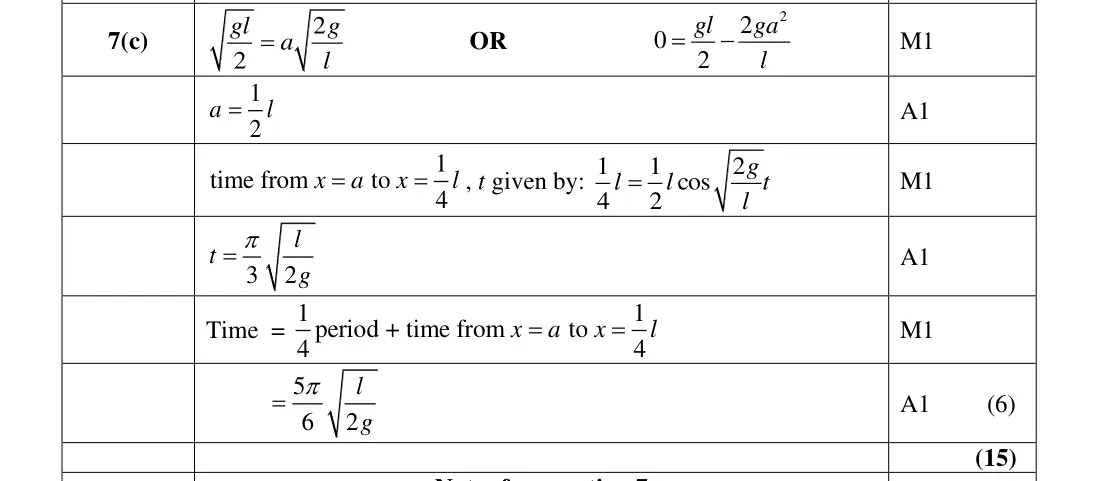 7(c) √(gl/2) = a√(2g/l) OR 0 = gl/2 − 2ga²/l M1
a = 1/2 l A1
time from x = a to x = 1/4 l , t given by: 1/4 l = 1/2 l cos √(2g/l) t M1
t = π/3 √(l/2g) A1
Time = 1/4 period + time from x = a to x = 1/4 l M1
= 5π/6 √(l/2g) A1 (6)
(15)